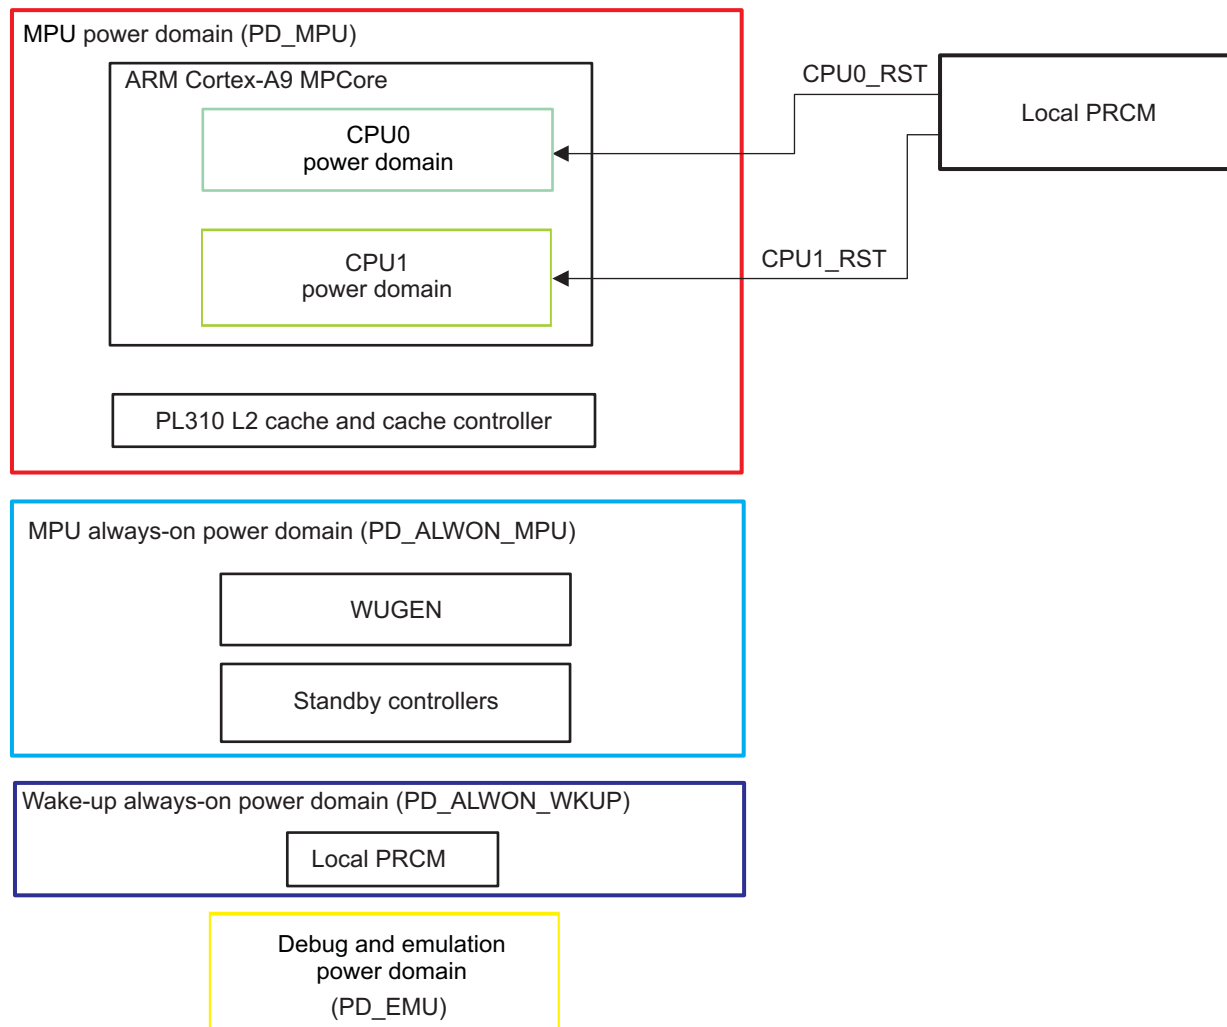 MPU power domain (PD_MPU)
ARM Cortex-A9 MPCore
CPU0
power domain
CPU0_RST
Local PRCM
CPU1
power domain
CPU1_RST
PL310 L2 cache and cache controller
MPU always-on power domain (PD_ALWON_MPU)
WUGEN
Standby controllers
Wake-up always-on power domain (PD_ALWON_WKUP)
Local PRCM
Debug and emulation
power domain
(PD_EMU)